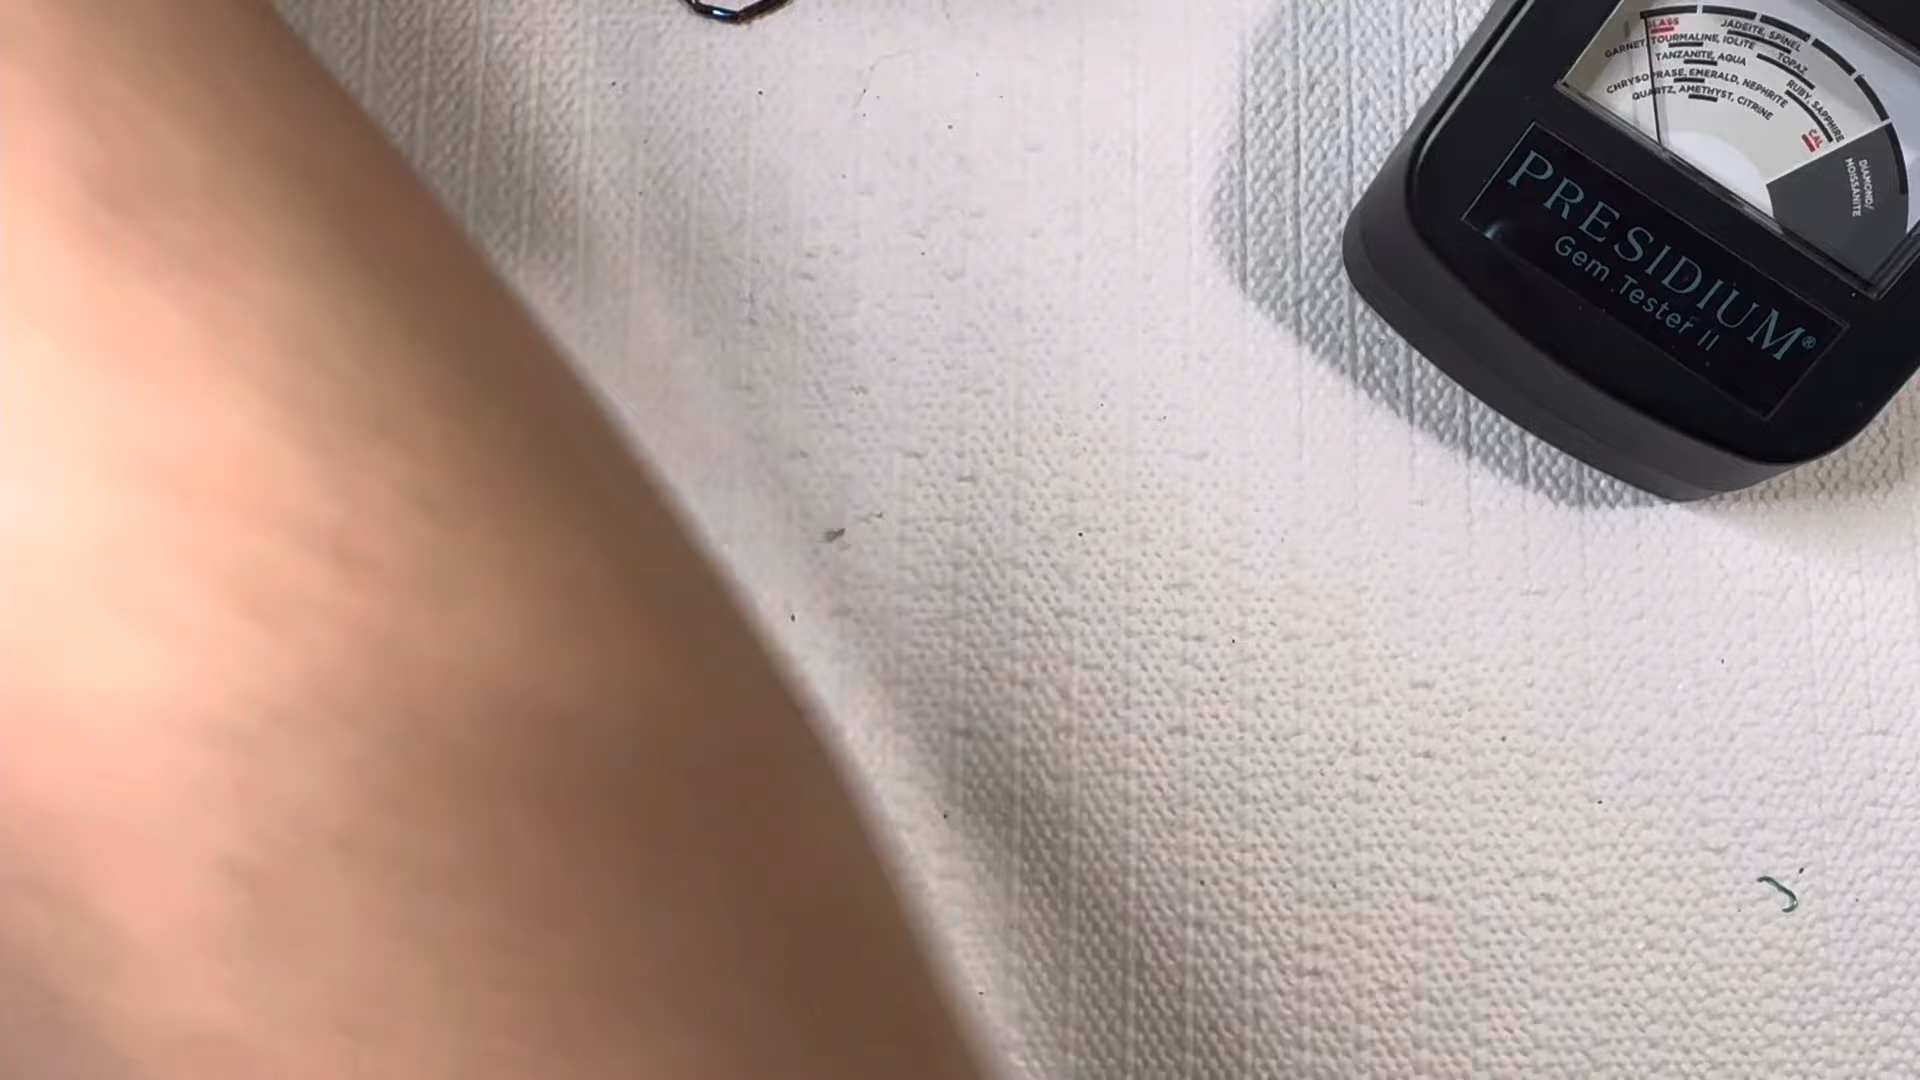 GLASS
JADEITE, SPINEL
GARNET, TOURMALINE, IOLITE
TOPAZ
TANZANITE, AQUA
RUBY, SAPPHIRE
CHRYSOPRASE, EMERALD, NEPHRITE
QUARTZ, AMETHYST, CITRINE
CAL
DIAMOND/
MOISSANITE
PRESIDIUM®
Gem Tester II